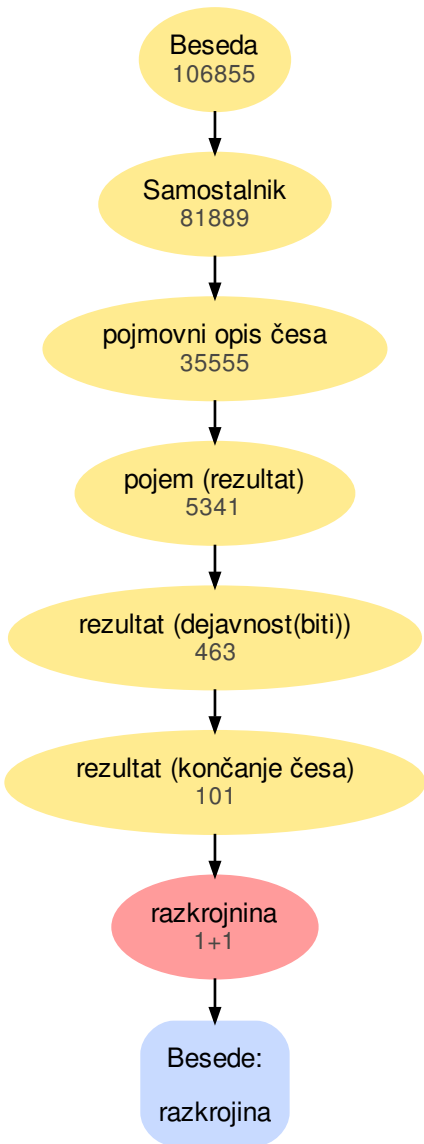 Beseda
106855
Samostalnik
81889
pojmovni opis česa
35555
pojem (rezultat)
5341
rezultat (dejavnost(biti))
463
rezultat (končanje česa)
101
razkrojnina
1+1
Besede:
razkrojina